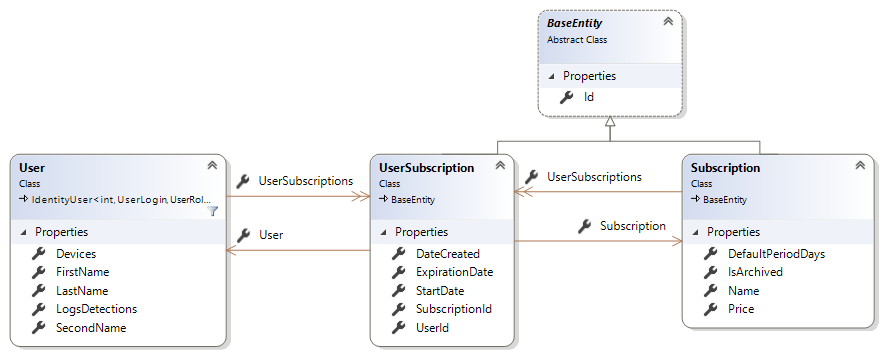 BaseEntity
Abstract Class
Properties
Id
User
Class
IdentityUser<int, UserLogin, UserRol...
Properties
Devices
FirstName
LastName
LogsDetections
SecondName
UserSubscriptions
User
UserSubscription
Class
BaseEntity
Properties
DateCreated
ExpirationDate
StartDate
SubscriptionId
UserId
UserSubscriptions
Subscription
Subscription
Class
BaseEntity
Properties
DefaultPeriodDays
IsArchived
Name
Price